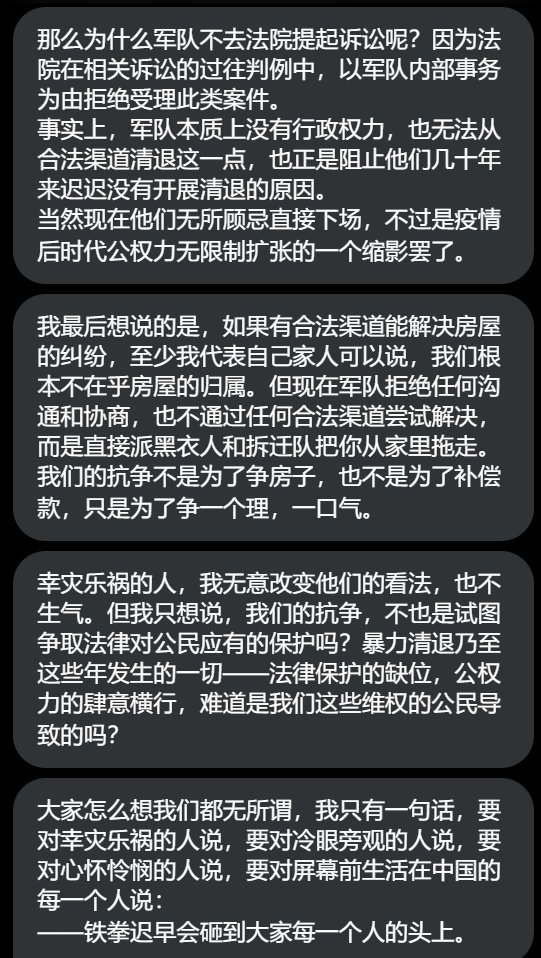 那么为什么军队不去法院提起诉讼呢？因为法
院在相关诉讼的过往判例中，以军队内部事务
为由拒绝受理此类案件。
事实上，军队本质上没有行政权力，也无法从
合法渠道清退这一点，也正是阻止他们几十年
来迟迟没有开展清退的原因。
当然现在他们无所顾忌直接下场，不过是疫情
后时代公权力无限制扩张的一个缩影罢了。
我最后想说的是，如果有合法渠道能解决房屋
的纠纷，至少我代表自己家人可以说，我们根
本不在乎房屋的归属。但现在军队拒绝任何沟
通和协商，也不通过任何合法渠道尝试解决，
而是直接派黑衣人和拆迁队把你从家里拖走。
我们的抗争不是为了争房子，也不是为了补偿
款，只是为了争一个理，一口气。
幸灾乐祸的人，我无意改变他们的看法，也不
生气。但我只想说，我们的抗争，不也是试图
争取法律对公民应有的保护吗？暴力清退乃至
这些年发生的一切——法律保护的缺位，公权
力的肆意横行，难道是我们这些维权的公民导
致的吗？
大家怎么想我们都无所谓，我只有一句话，要
对幸灾乐祸的人说，要对冷眼旁观的人说，要
对心怀怜悯的人说，要对屏幕前生活在中国的
每一个人说：
——铁拳迟早会砸到大家每一个人的头上。